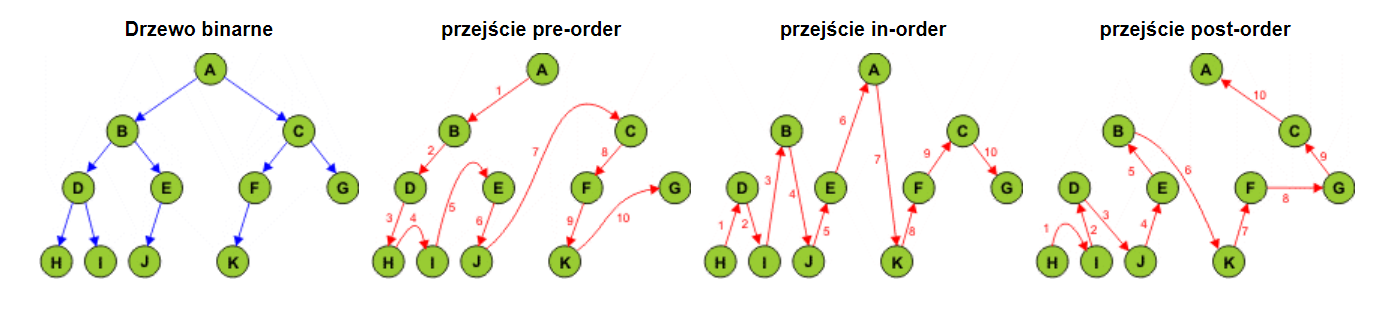 Drzewo binarne
A
B C
D E F G
H I J K
przejście pre-order
A
1
B C
2 7 8
D E F G
3 4 5 6 9 10
H I J K
przejście in-order
A
6
B C
3 4 7 9 10
D E F G
1 2 5 8
H I J K
przejście post-order
A
10
B C
5 6 9
D E F G
1 2 3 4 7 8
H I J K